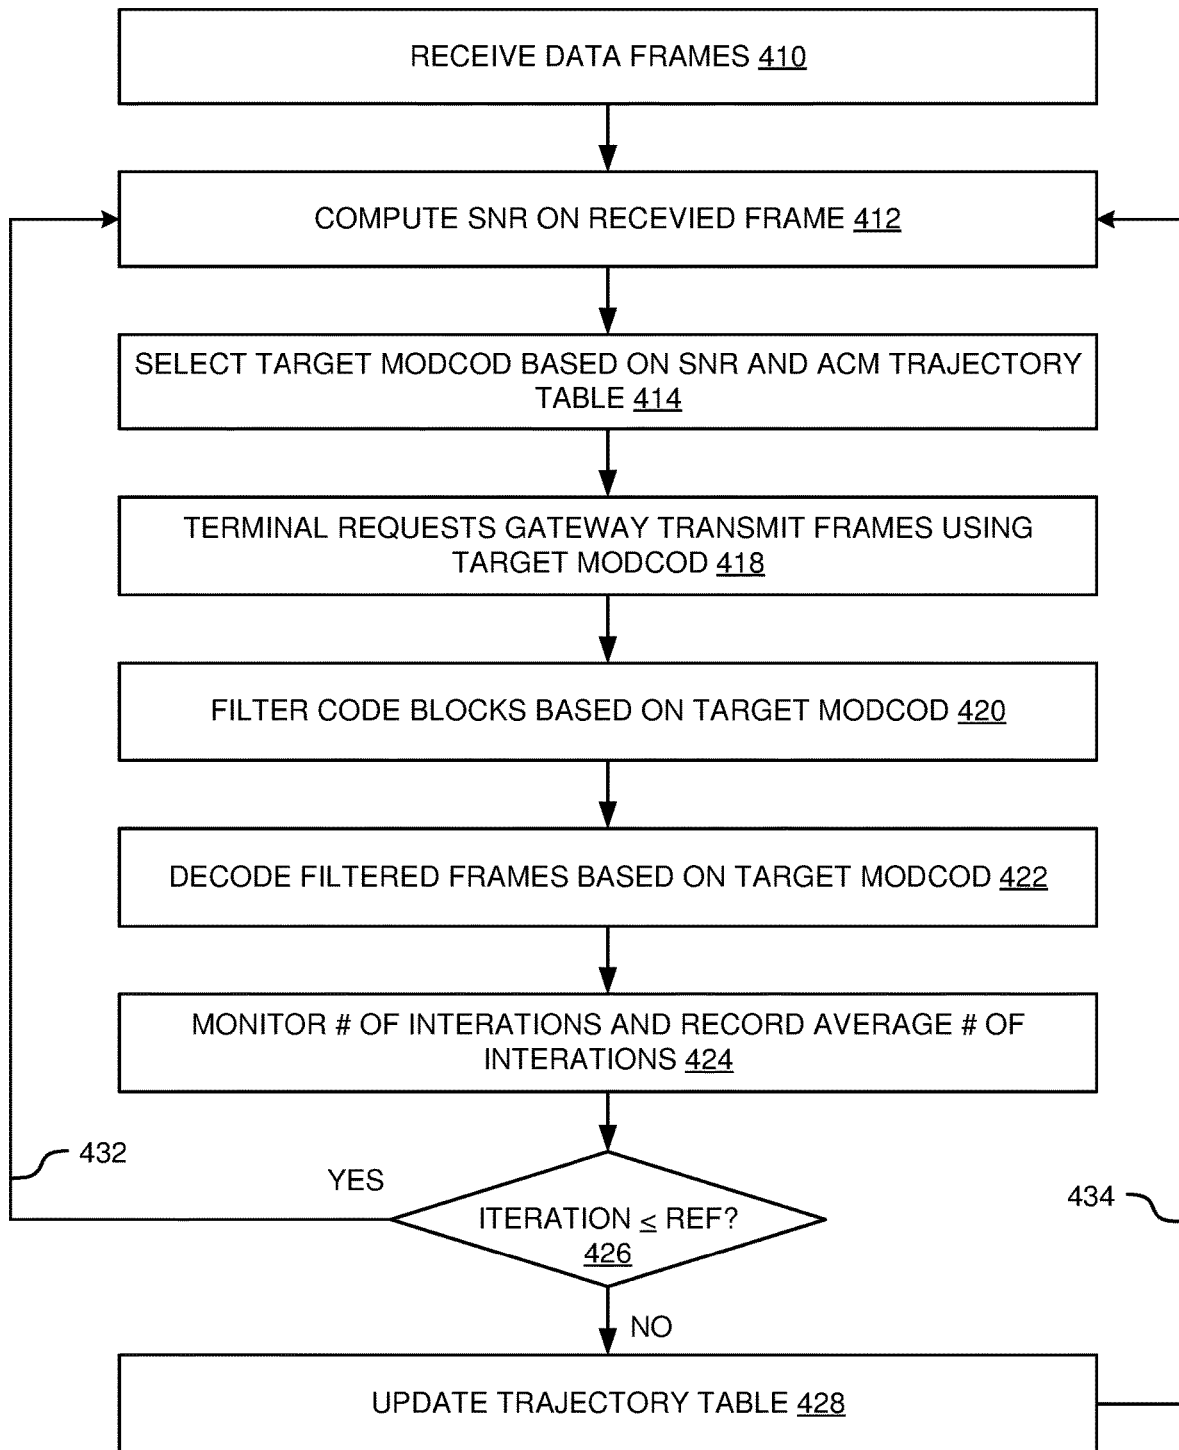 RECEIVE DATA FRAMES 410
COMPUTE SNR ON RECEVIED FRAME 412
SELECT TARGET MODCOD BASED ON SNR AND ACM TRAJECTORY
TABLE 414
TERMINAL REQUESTS GATEWAY TRANSMIT FRAMES USING
TARGET MODCOD 418
FILTER CODE BLOCKS BASED ON TARGET MODCOD 420
DECODE FILTERED FRAMES BASED ON TARGET MODCOD 422
MONITOR # OF INTERATIONS AND RECORD AVERAGE # OF
INTERATIONS 424
432
YES
ITERATION ≤ REF?
426
434
NO
UPDATE TRAJECTORY TABLE 428